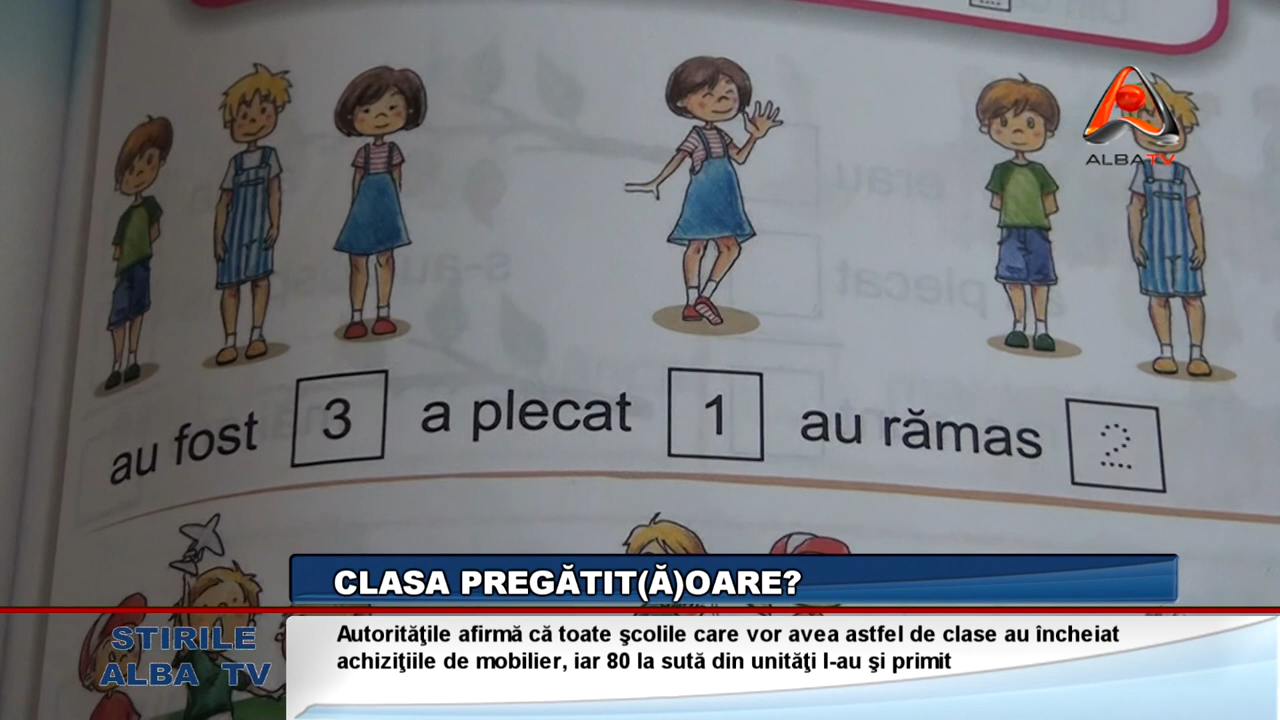 ALBATV
au fost 3 a plecat 1 au rămas 2
CLASA PREGĂTIT(Ă)OARE?
STIRILE
ALBA TV
Autorităţile afirmă că toate şcolile care vor avea astfel de clase au încheiat
achiziţiile de mobilier, iar 80 la sută din unităţi l-au şi primit